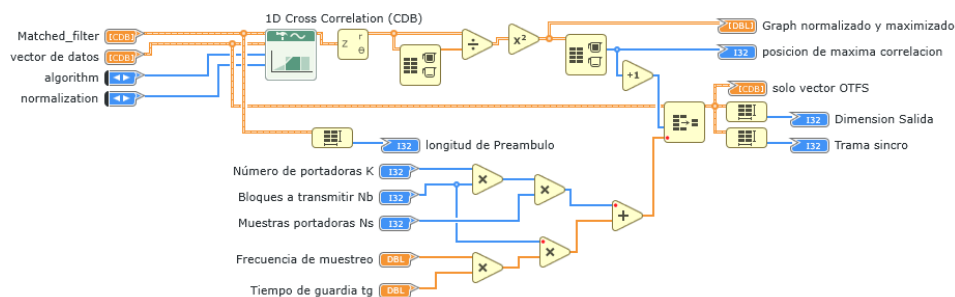 1D Cross Correlation (CDB)
Matched_filter
[CDB]
vector de datos
[CDB]
algorithm
normalization
Z
r
θ
÷
x²
+1
[DBL]
Graph normalizado y maximizado
I32
posicion de maxima correlacion
[CDB]
solo vector OTFS
I32
Dimension Salida
I32
Trama sincro
I32
longitud de Preambulo
Número de portadoras K
I32
Bloques a transmitir Nb
I32
Muestras portadoras Ns
I32
Frecuencia de muestreo
DBL
Tiempo de guardia tg
DBL
×
×
×
×
+